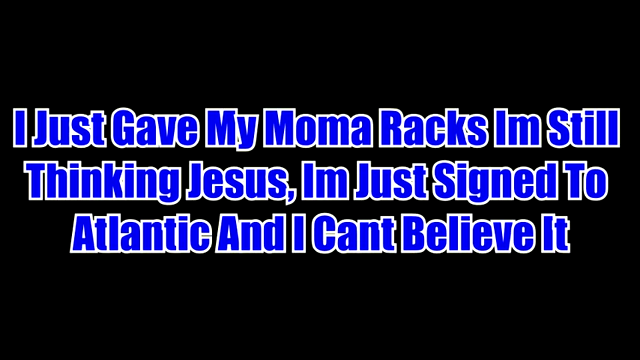 I Just Gave My Moma Racks Im Still
Thinking Jesus, Im Just Signed To
Atlantic And I Cant Believe It